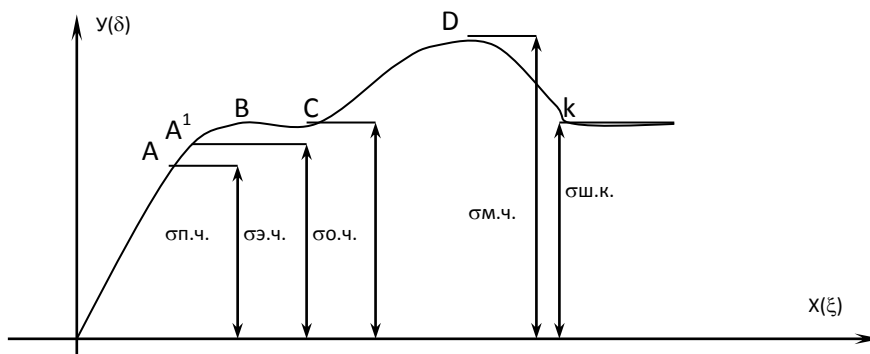 У(δ)
D
B
C
k
A¹
A
σп.ч.
σэ.ч.
σо.ч.
σм.ч.
σш.к.
X(ξ)